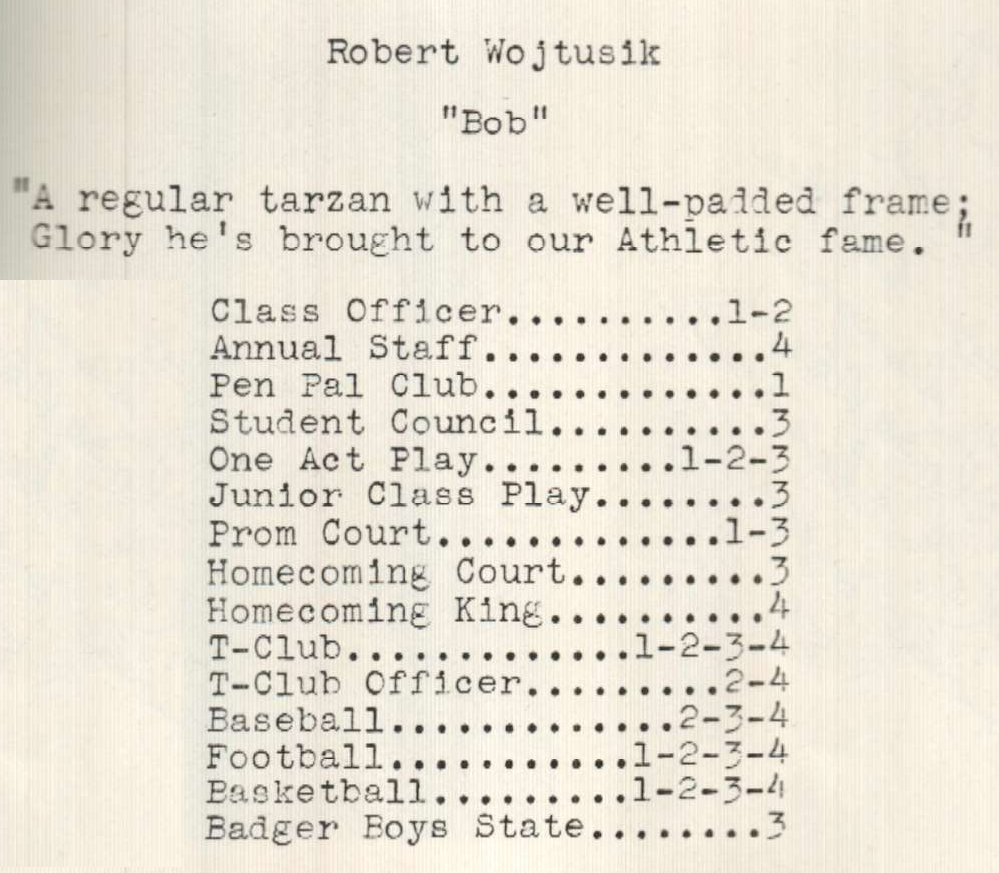 Robert Wojtusik
"Bob"
"A regular tarzan with a well-padded frame;
Glory he's brought to our Athletic fame. "
Class Officer..........1-2
Annual Staff.............4
Pen Pal Club.............1
Student Council..........3
One Act Play.........1-2-3
Junior Class Play........3
Prom Court.............1-3
Homecoming Court.........3
Homecoming King..........4
T-Club.............1-2-3-4
T-Club Officer.........2-4
Baseball.............2-3-4
Football...........1-2-3-4
Basketball.........1-2-3-4
Badger Boys State........3